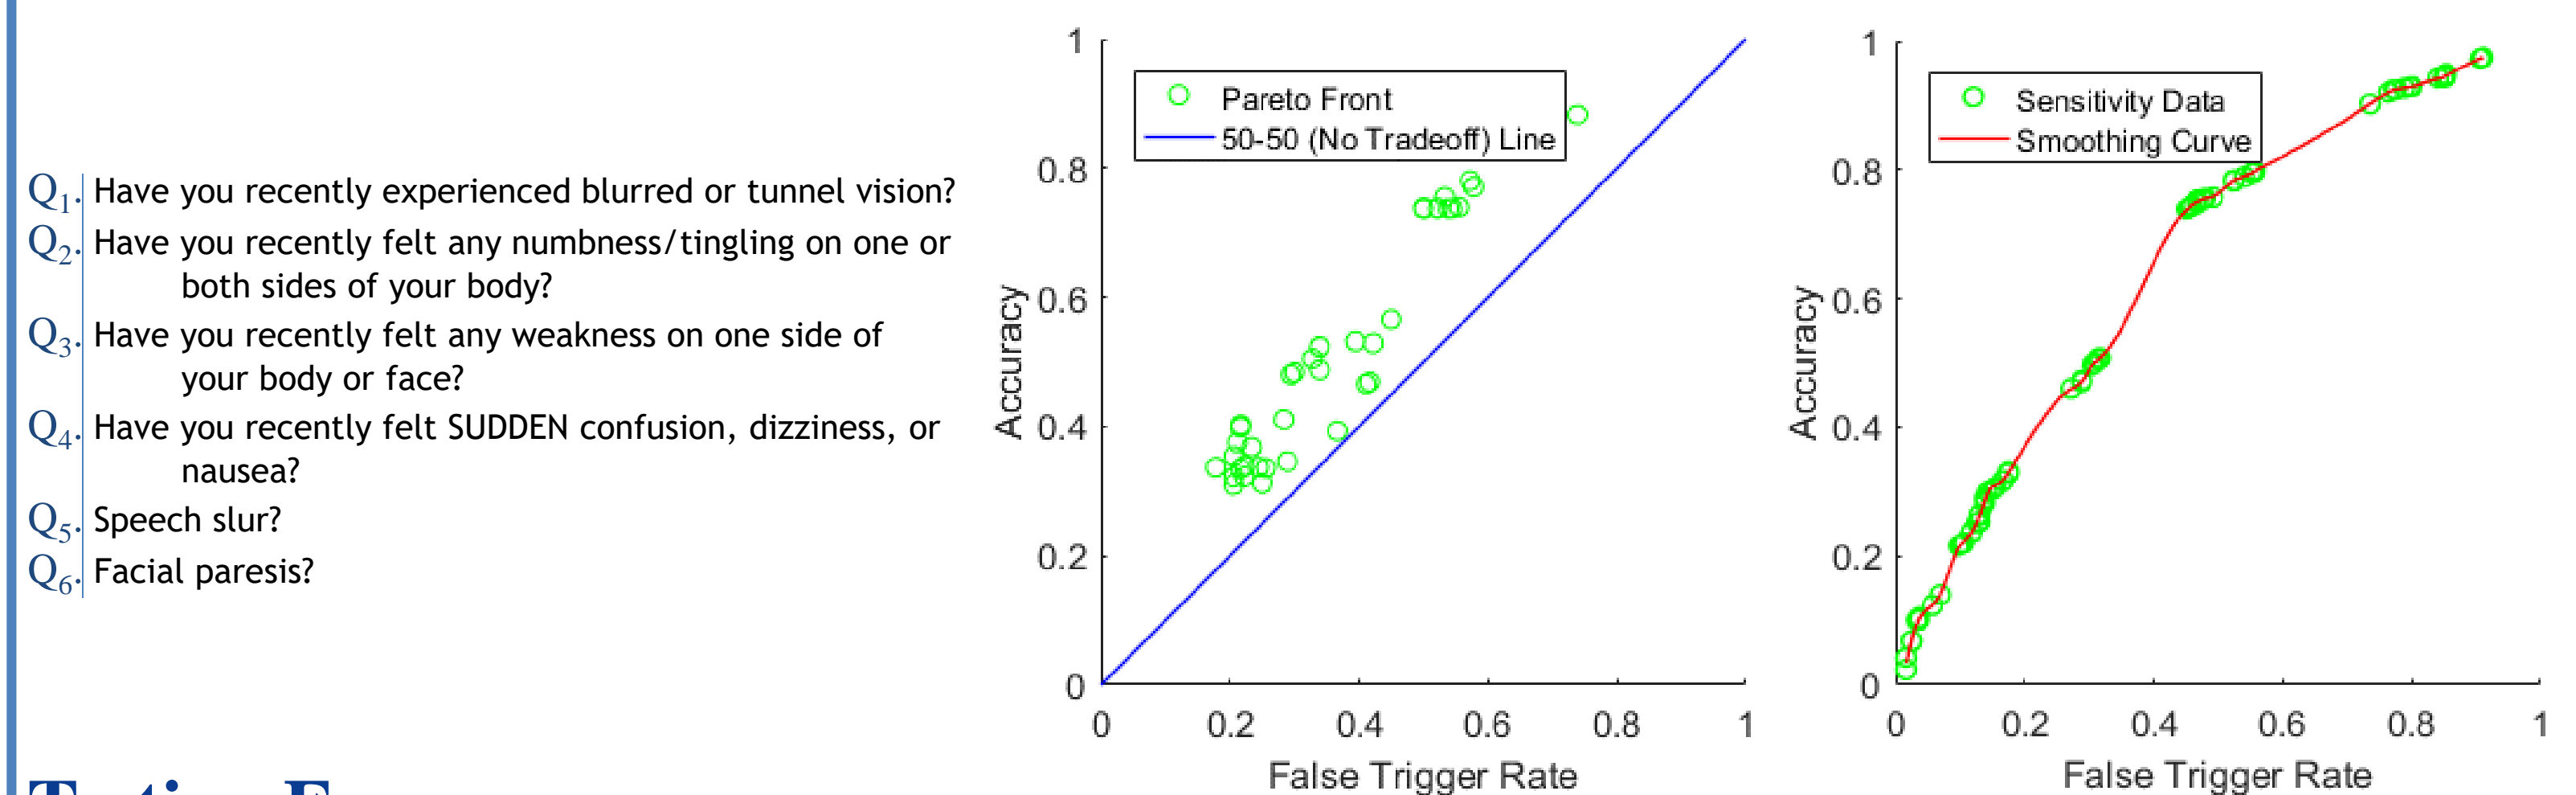 Q1. Have you recently experienced blurred or tunnel vision?
Q2. Have you recently felt any numbness/tingling on one or
both sides of your body?
Q3. Have you recently felt any weakness on one side of
your body or face?
Q4. Have you recently felt SUDDEN confusion, dizziness, or
nausea?
Q5. Speech slur?
Q6. Facial paresis?
1
0.8
0.6
0.4
0.2
0
Accuracy
Pareto Front
50-50 (No Tradeoff) Line
0 0.2 0.4 0.6 0.8 1
False Trigger Rate
1
0.8
0.6
0.4
0.2
0
Accuracy
Sensitivity Data
Smoothing Curve
0 0.2 0.4 0.6 0.8 1
False Trigger Rate